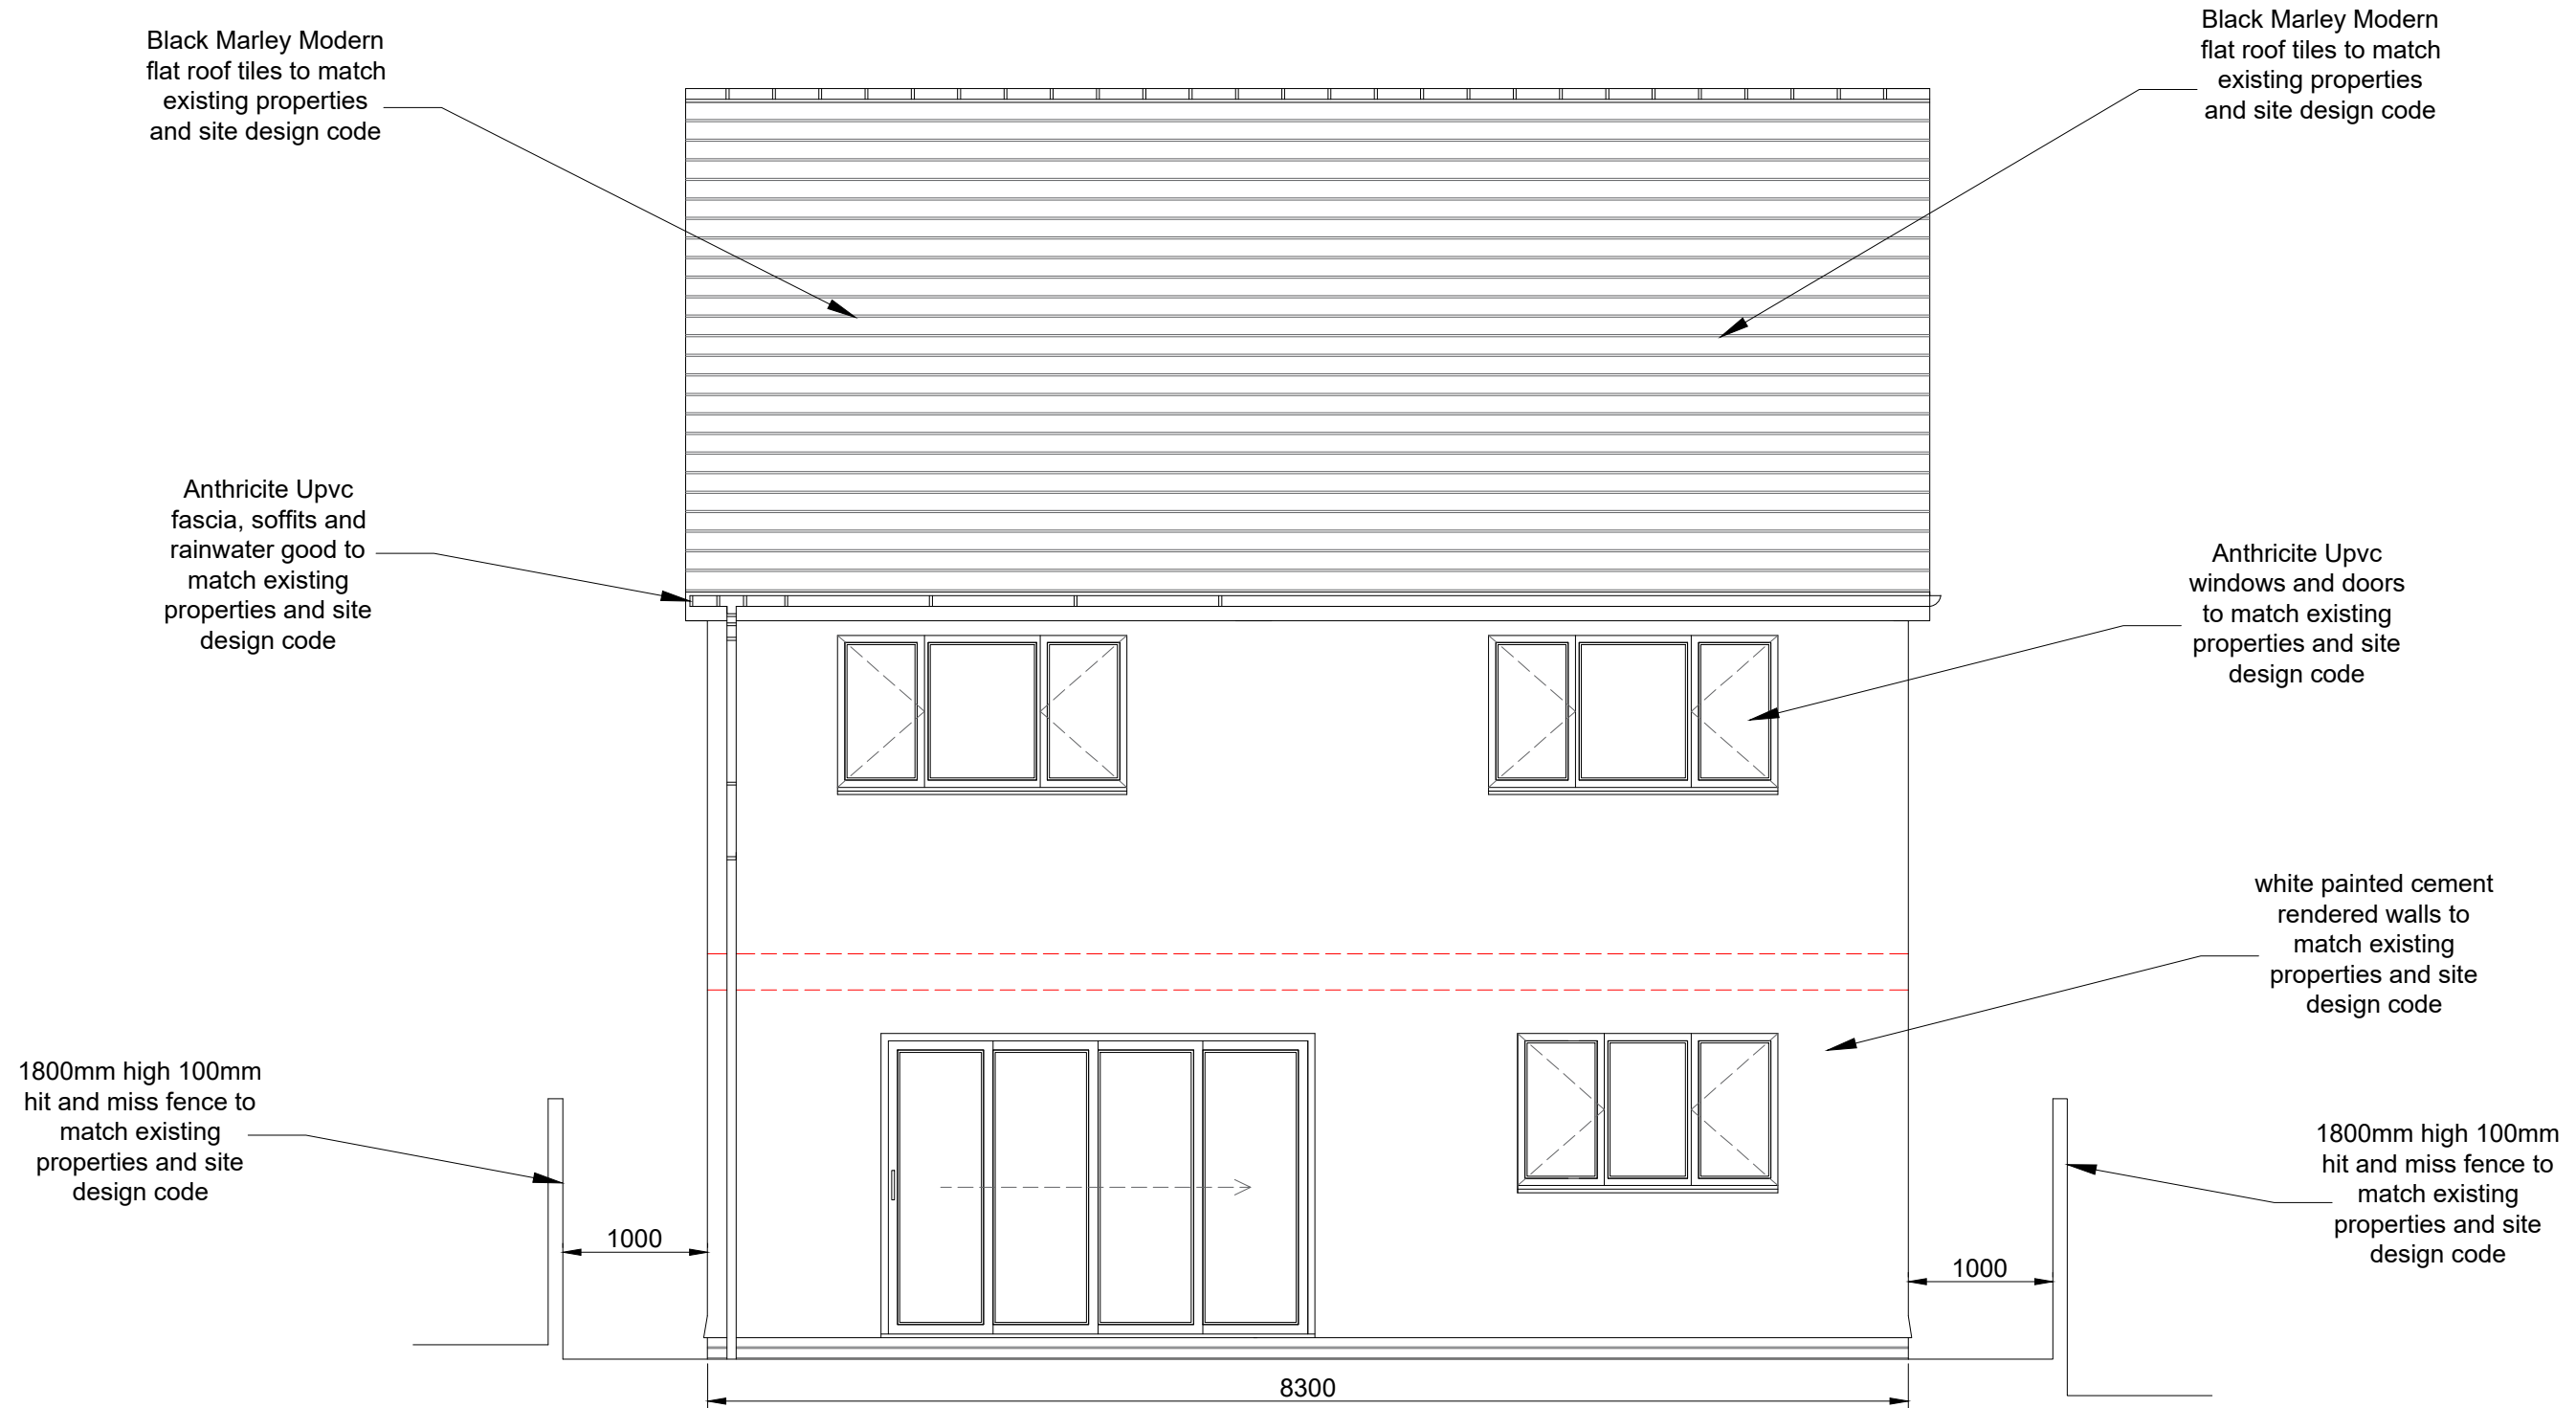 Black Marley Modern
flat roof tiles to match
existing properties
and site design code
Black Marley Modern
flat roof tiles to match
existing properties
and site design code
Anthricite Upvc
fascia, soffits and
rainwater good to
match existing
properties and site
design code
Anthricite Upvc
windows and doors
to match existing
properties and site
design code
white painted cement
rendered walls to
match existing
properties and site
design code
1800mm high 100mm
hit and miss fence to
match existing
properties and site
design code
1800mm high 100mm
hit and miss fence to
match existing
properties and site
design code
1000
1000
8300